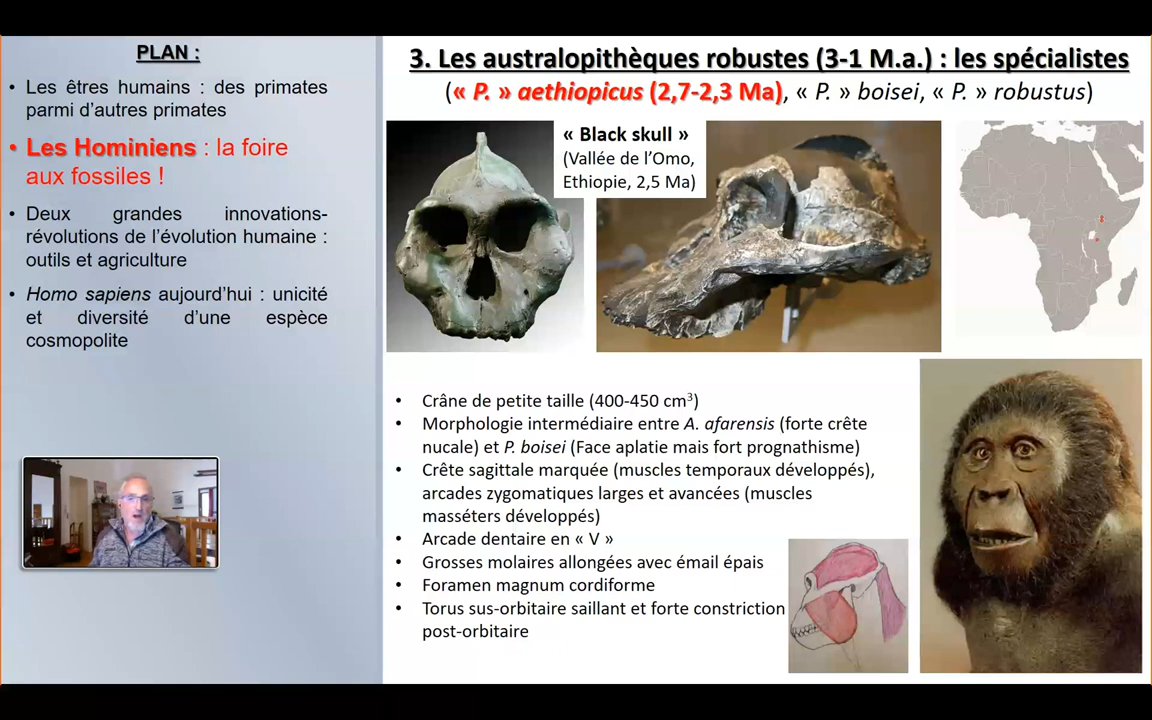 PLAN :
• Les êtres humains : des primates
parmi d’autres primates
• Les Hominiens : la foire
aux fossiles !
• Deux grandes innovations-
révolutions de l’évolution humaine :
outils et agriculture
• Homo sapiens aujourd’hui : unicité
et diversité d’une espèce
cosmopolite
3. Les australopithèques robustes (3-1 M.a.) : les spécialistes
(« P. » aethiopicus (2,7-2,3 Ma), « P. » boisei, « P. » robustus)
« Black skull »
(Vallée de l’Omo,
Ethiopie, 2,5 Ma)
• Crâne de petite taille (400-450 cm³)
• Morphologie intermédiaire entre A. afarensis (forte crête
nucale) et P. boisei (Face aplatie mais fort prognathisme)
• Crête sagittale marquée (muscles temporaux développés),
arcades zygomatiques larges et avancées (muscles
masséters développés)
• Arcade dentaire en « V »
• Grosses molaires allongées avec émail épais
• Foramen magnum cordiforme
• Torus sus-orbitaire saillant et forte constriction
post-orbitaire